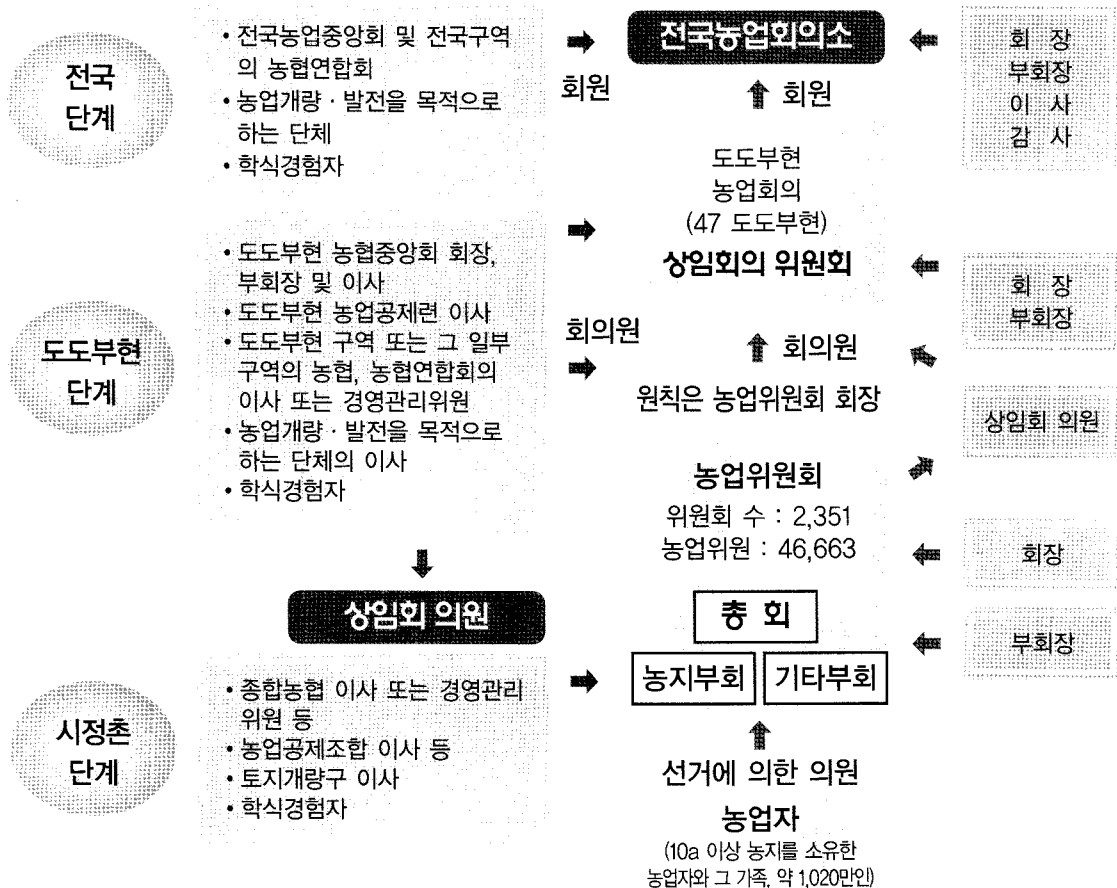 전국
단계
• 전국농업중앙회 및 전국구역
의 농협연합회
• 농업개량 · 발전을 목적으로
하는 단체
• 학식경험자
회원
전국농업회의소
회원
회 장
부회장
이 사
감 사
도도부현
농업회의
(47 도도부현)
상임회의 위원회
도도부현
단계
• 도도부현 농협중앙회 회장,
부회장 및 이사
• 도도부현 농업공제련 이사
• 도도부현 구역 또는 그 일부
구역의 농협, 농협연합회의
이사 또는 경영관리위원
• 농업개량 · 발전을 목적으로
하는 단체의 이사
• 학식경험자
회의원
회의원
원칙은 농업위원회 회장
회 장
부회장
상임회 의원
농업위원회
위원회 수 : 2,351
농업위원 : 46,663
회장
상임회 의원
총 회
농지부회
기타부회
부회장
시정촌
단계
• 종합농협 이사 또는 경영관리
위원 등
• 농업공제조합 이사 등
• 토지개량구 이사
• 학식경험자
선거에 의한 의원
농업자
(10a 이상 농지를 소유한
농업자와 그 가족, 약 1,020만인)